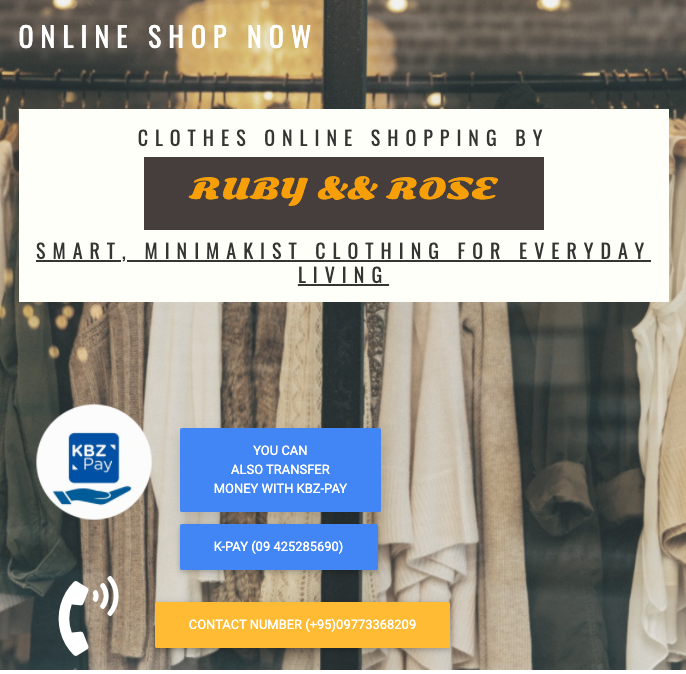 ONLINE SHOP NOW
CLOTHES ONLINE SHOPPING BY
RUBY && ROSE
SMART, MINIMAKIST CLOTHING FOR EVERYDAY
LIVING
KBZ
Pay
YOU CAN
ALSO TRANSFER
MONEY WITH KBZ-PAY
K-PAY (09 425285690)
CONTACT NUMBER (+95)09773368209